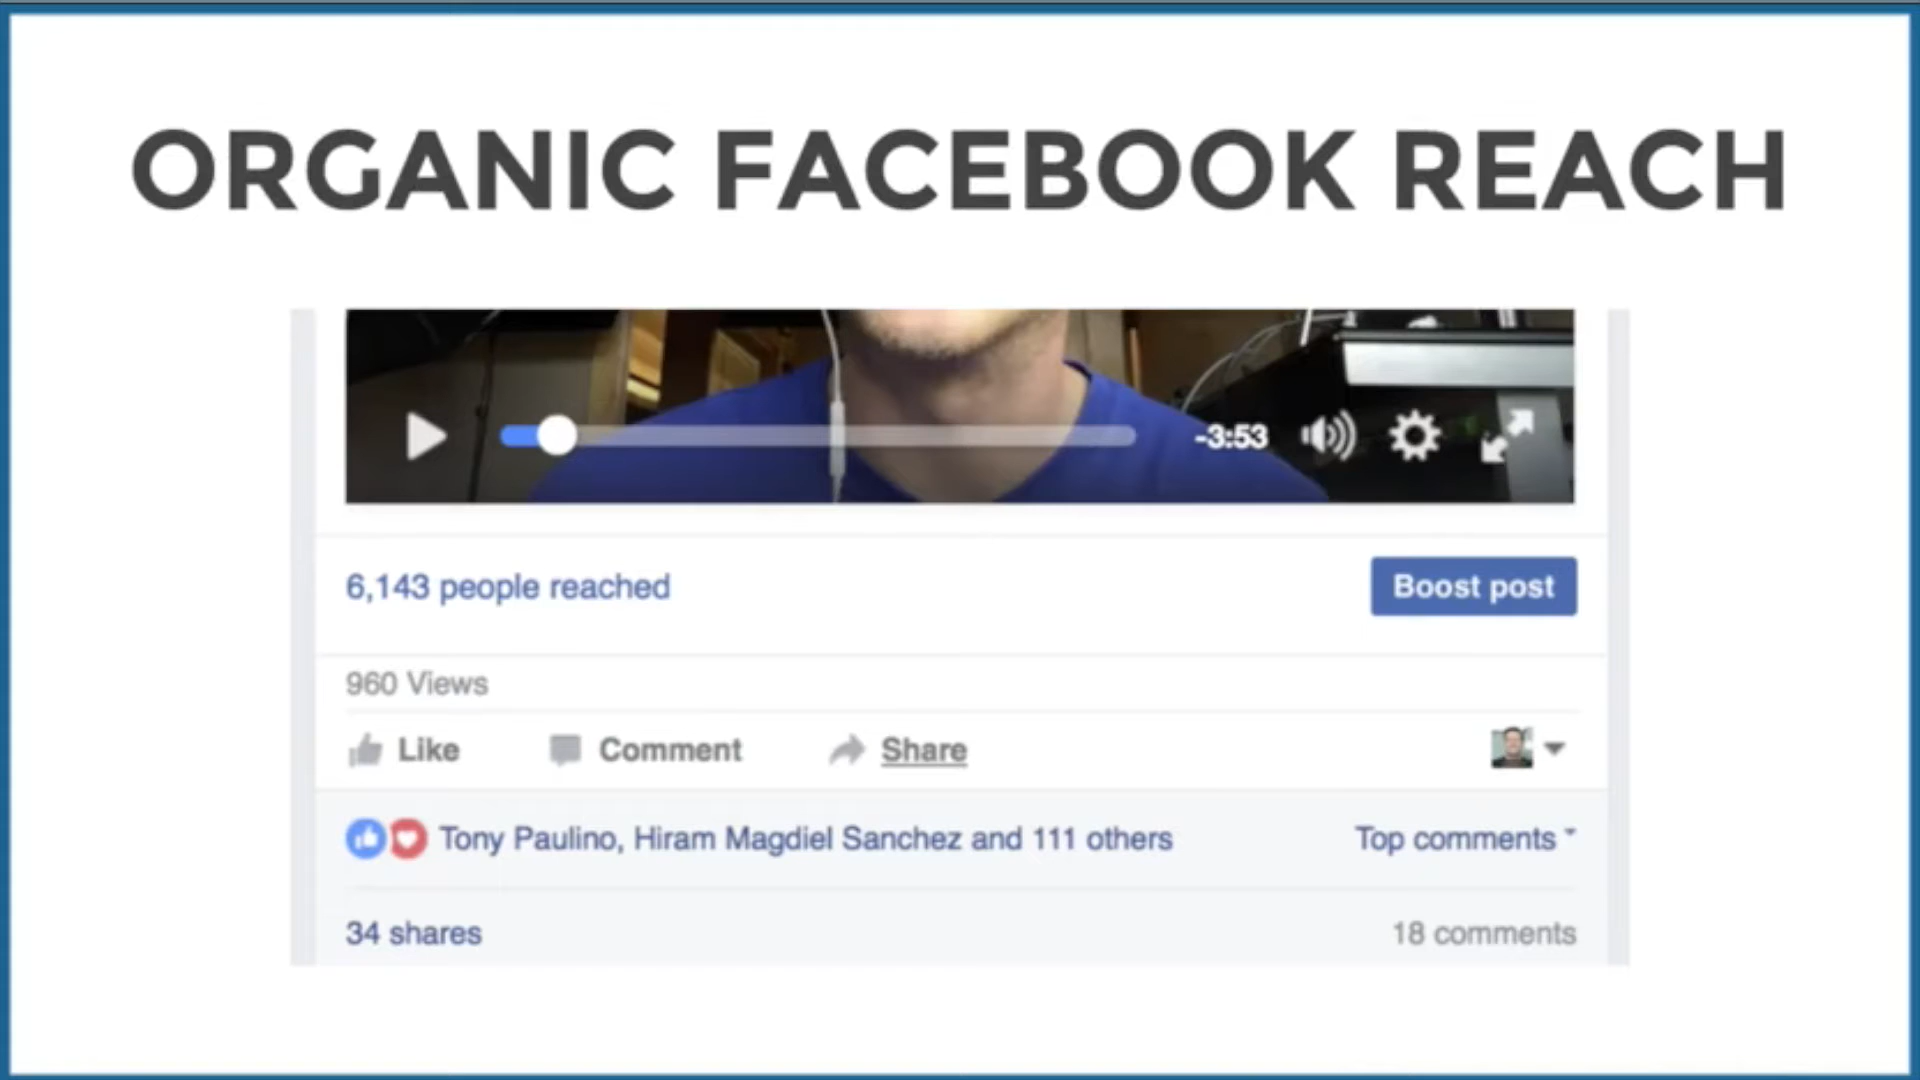 ORGANIC FACEBOOK REACH
-3:53
6,143 people reached
Boost post
960 Views
Like Comment Share
Tony Paulino, Hiram Magdiel Sanchez and 111 others
Top comments
34 shares
18 comments